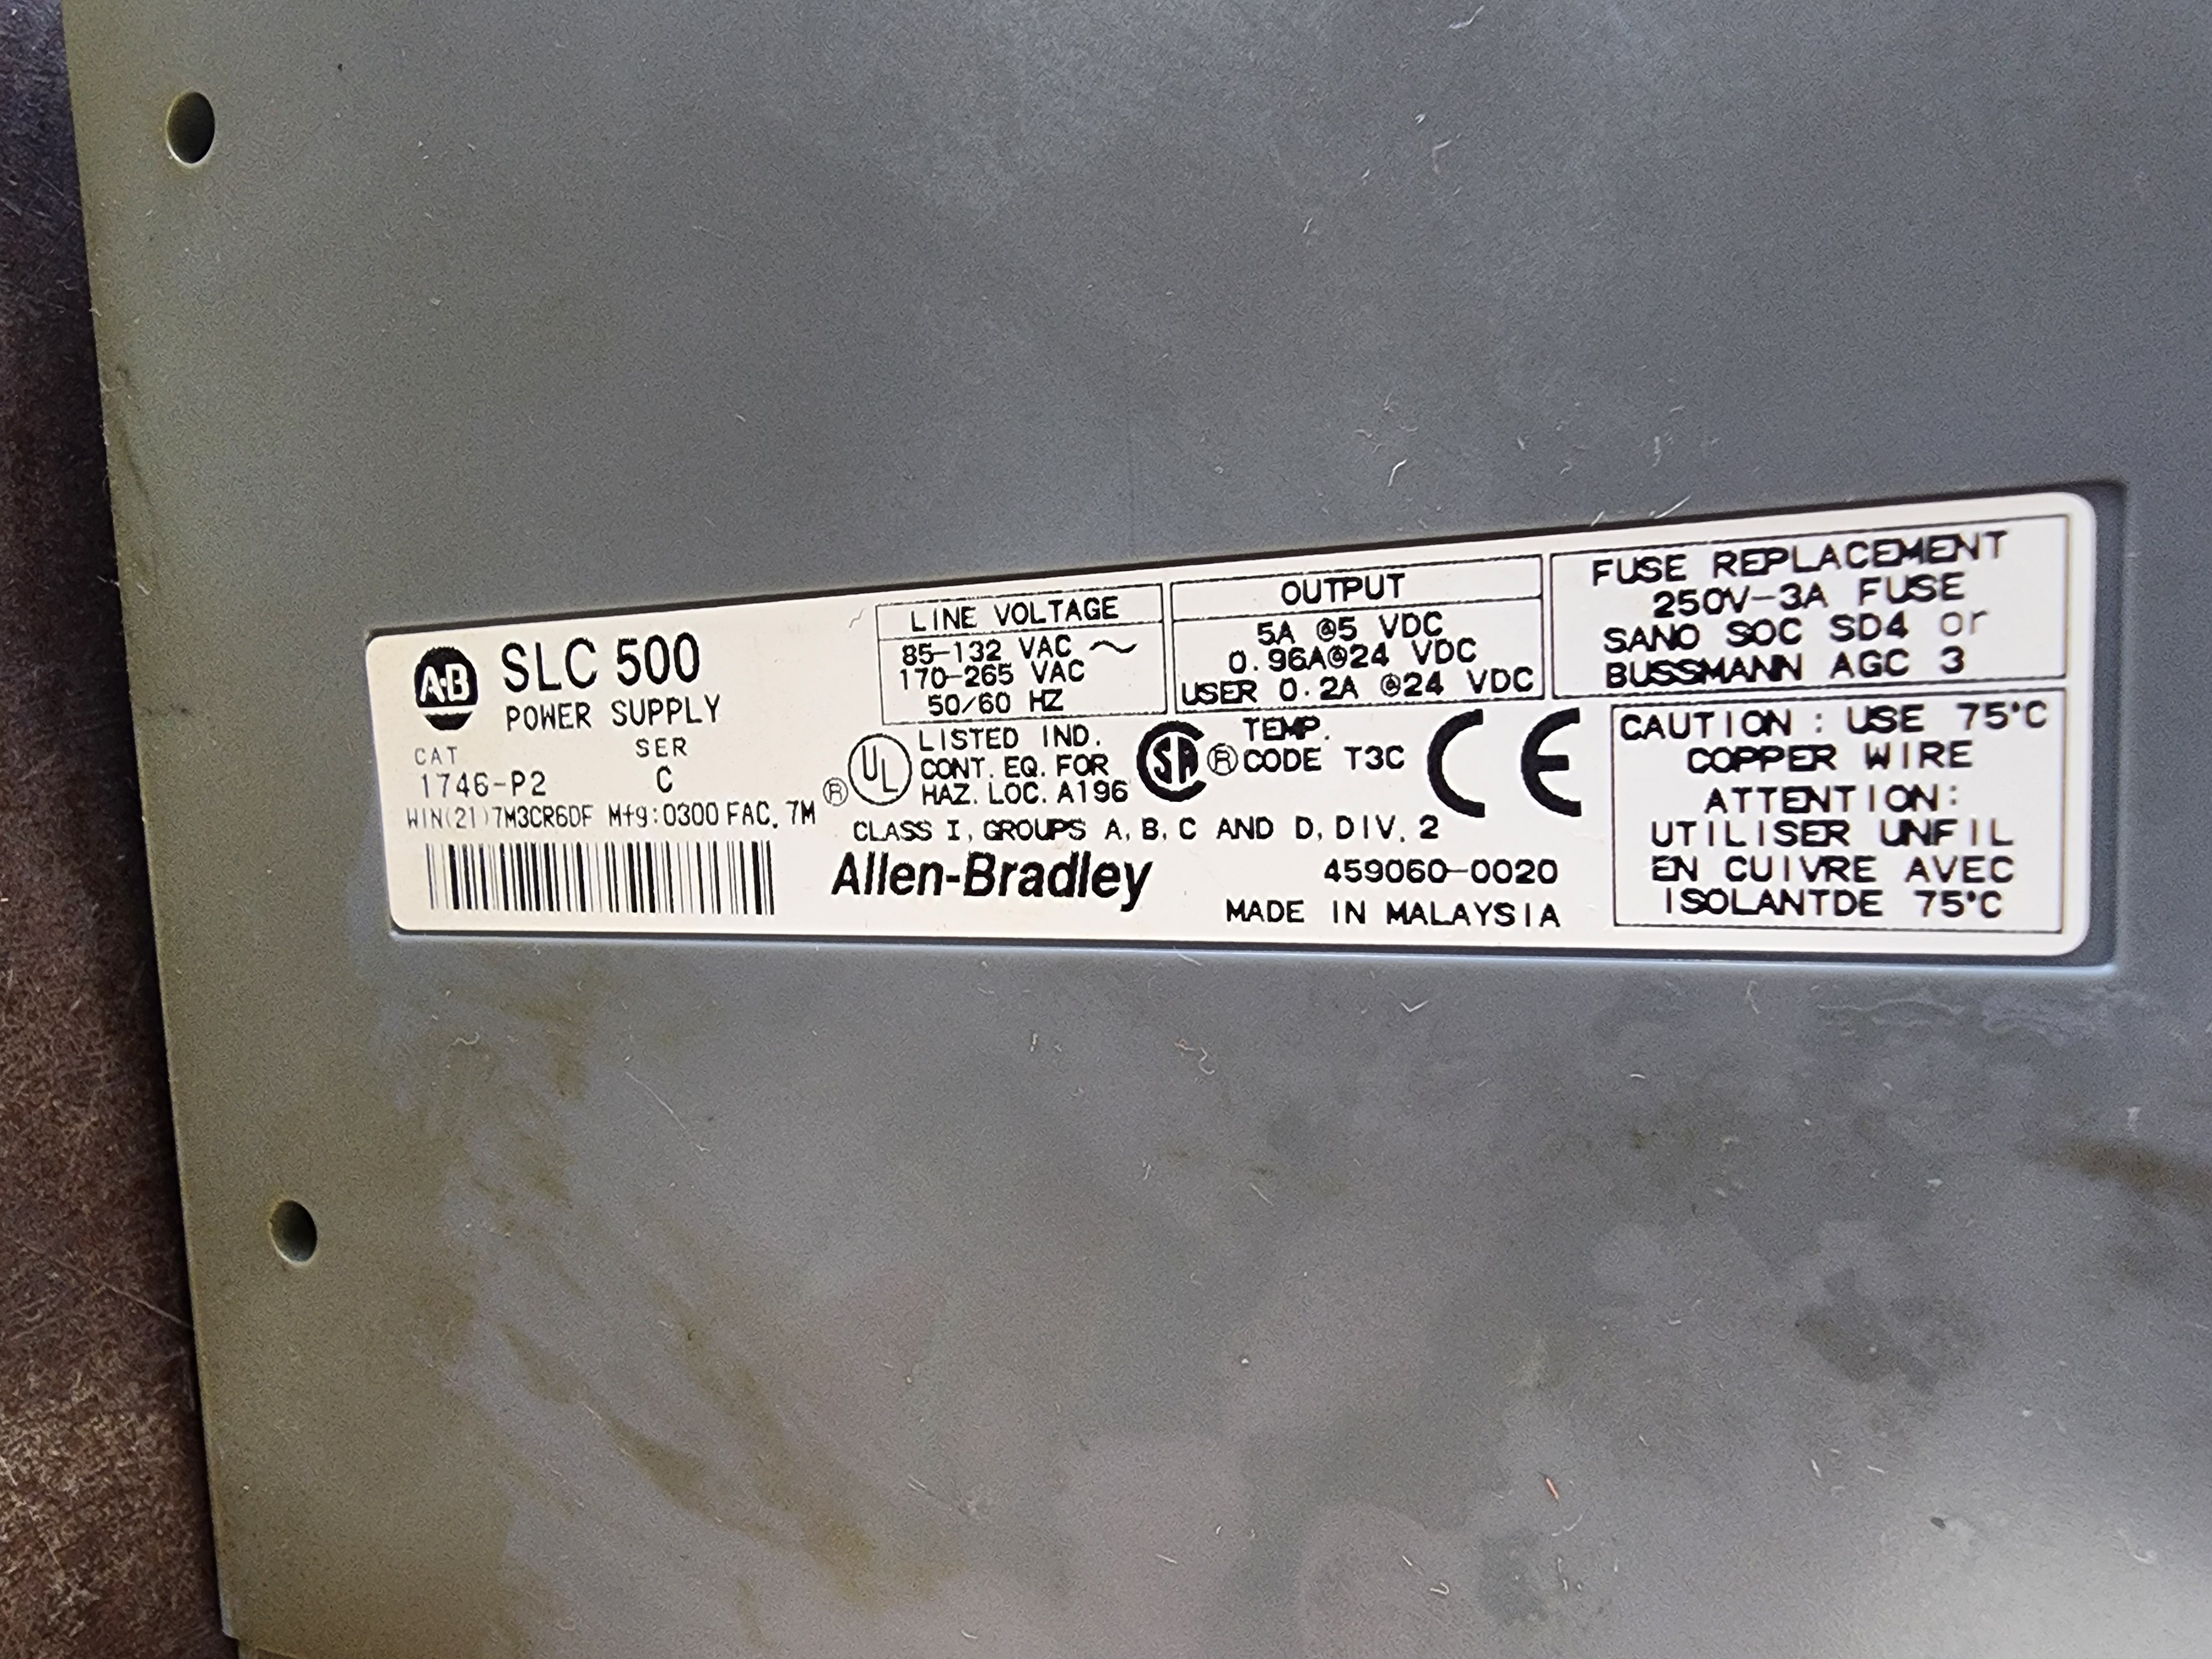 A-B
SLC 500
POWER SUPPLY
CAT SER
1746-P2 C
WIN(21)7M3CR6DF Mfg:0300 FAC. 7M
LINE VOLTAGE
85-132 VAC ~
170-265 VAC
50/60 HZ
OUTPUT
5A @5 VDC
0.96A@24 VDC
USER 0.2A @24 VDC
FUSE REPLACEMENT
250V-3A FUSE
SANO SOC SD4 or
BUSSMANN AGC 3
® UL
LISTED IND.
CONT. EQ. FOR
HAZ. LOC. A196
SA ®
TEMP.
CODE T3C
CE
CLASS I, GROUPS A, B, C AND D, DIV. 2
Allen-Bradley
459060-0020
MADE IN MALAYSIA
CAUTION : USE 75°C
COPPER WIRE
ATTENTION:
UTILISER UNFIL
EN CUIVRE AVEC
ISOLANTDE 75°C